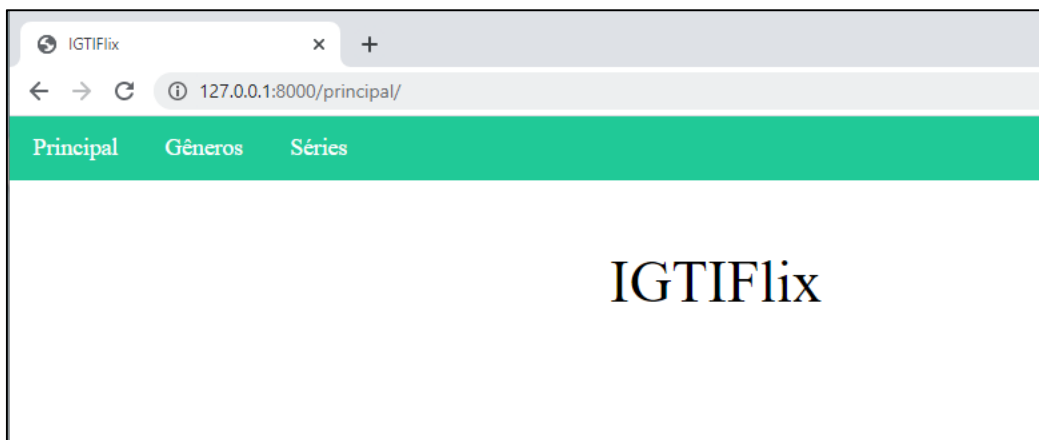 IGTIFlix
127.0.0.1:8000/principal/
Principal Gêneros Séries
IGTIFlix